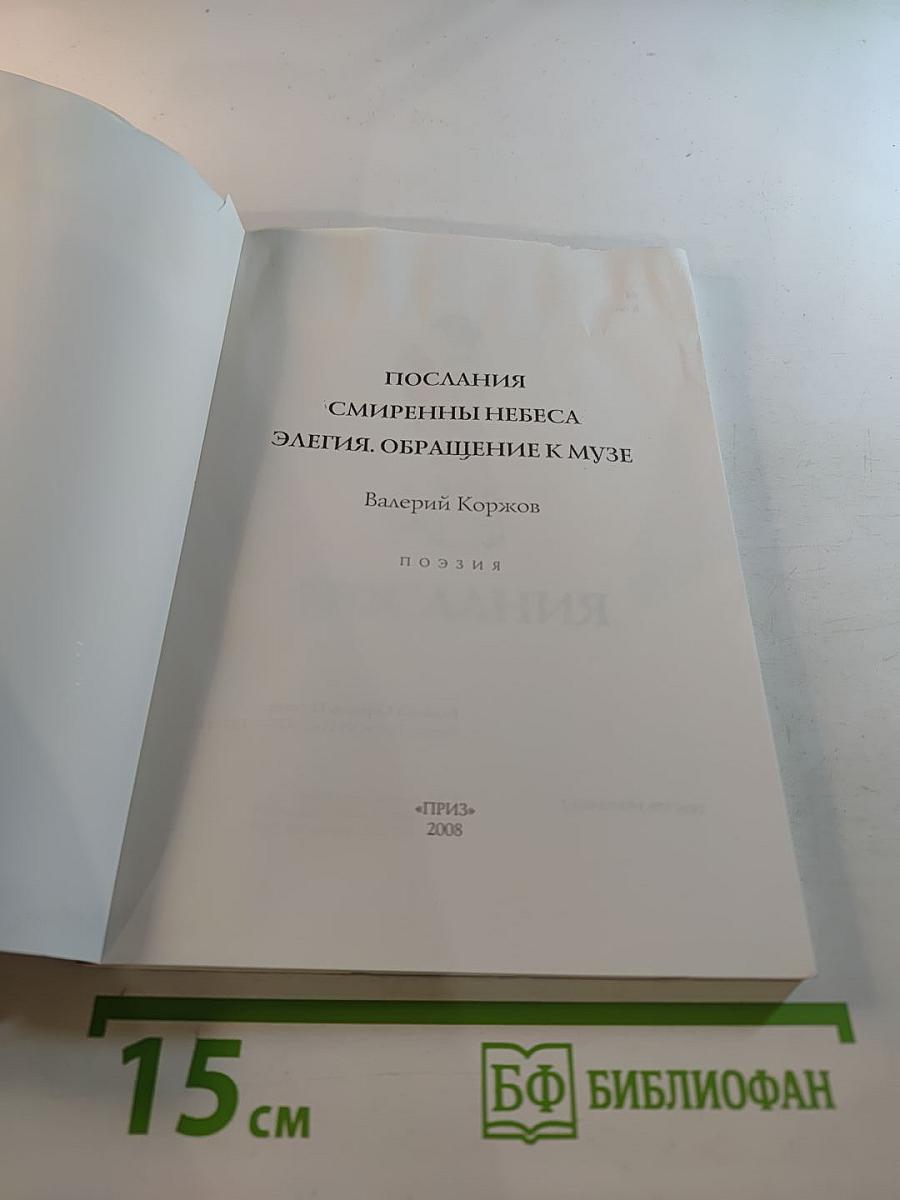 ПОСЛАНИЯ
СМИРЕННЫ НЕБЕСА
ЭЛЕГИЯ. ОБРАЩЕНИЕ К МУЗЕ
Валерий Коржов
ПОЭЗИЯ
«ПРИЗ»
2008
15 см
БФ БИБЛИОФАН